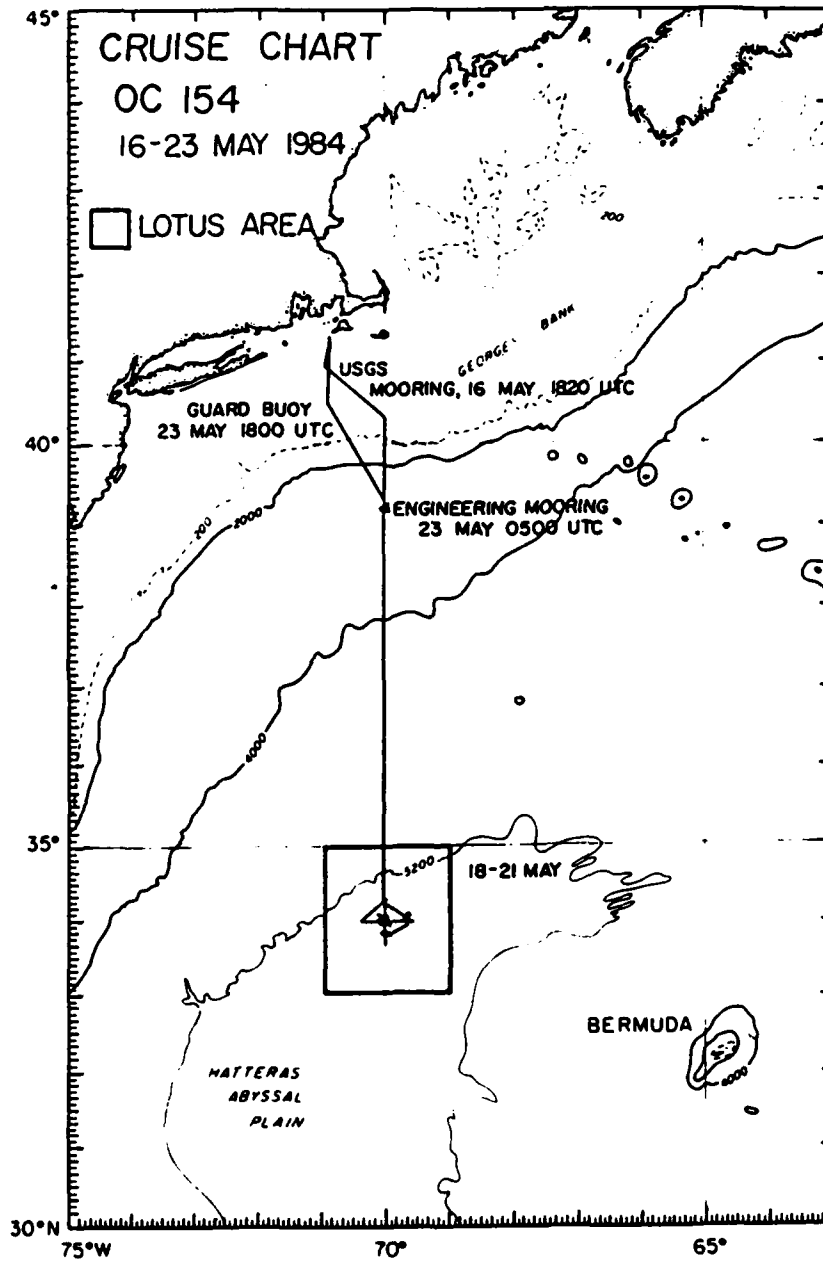 45°
CRUISE CHART
OC 154
16-23 MAY 1984
LOTUS AREA
200
GEORGES BANK
USGS
MOORING, 16 MAY 1820 UTC
GUARD BUOY
23 MAY 1800 UTC
40°
ENGINEERING MOORING
23 MAY 0500 UTC
200
2000
4000
35°
5200
18-21 MAY
BERMUDA
4000
HATTERAS
ABYSSAL
PLAIN
30°N
75°W
70°
65°